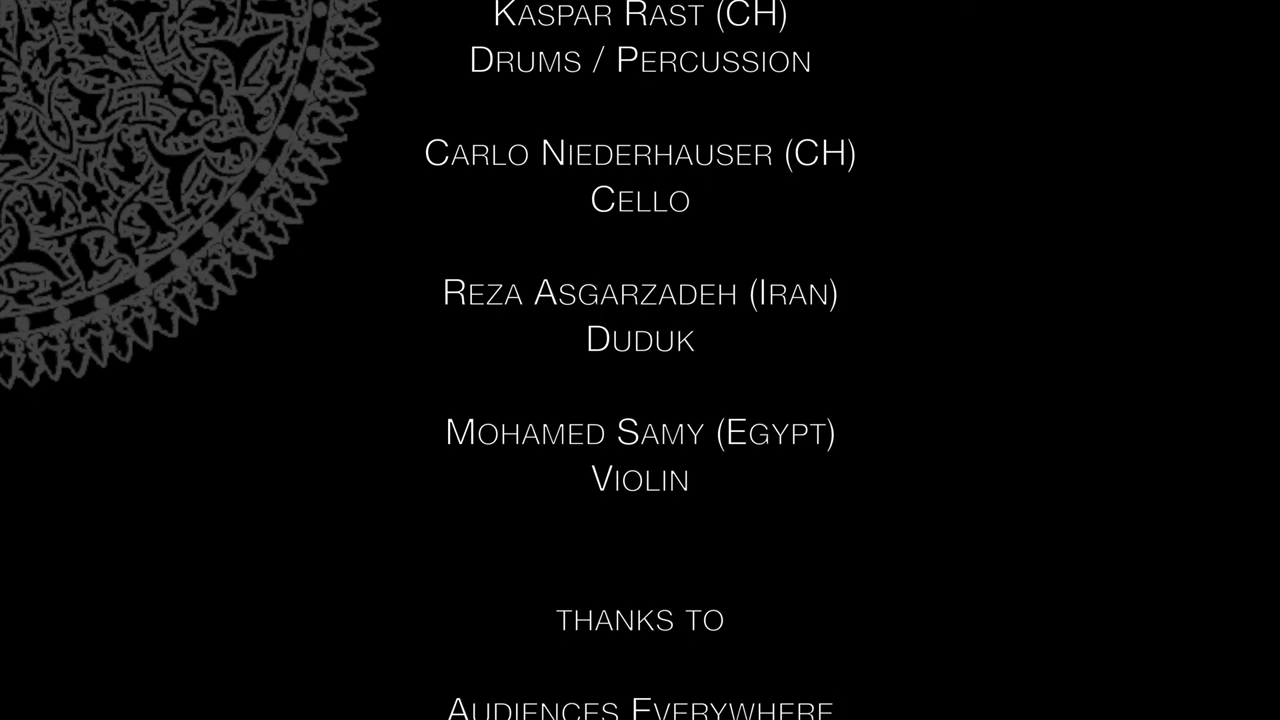 Kaspar Rast (CH)
Drums / Percussion
Carlo Niederhauser (CH)
Cello
Reza Asgarzadeh (Iran)
Duduk
Mohamed Samy (Egypt)
Violin
thanks to
Audiences Everywhere